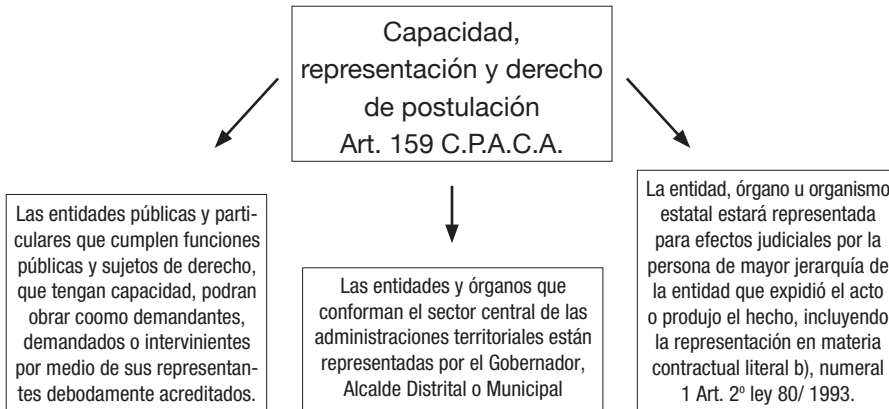 Capacidad,
representación y derecho
de postulación
Art. 159 C.P.A.C.A.
Las entidades públicas y parti-
culares que cumplen funciones
públicas y sujetos de derecho,
que tengan capacidad, podran
obrar coomo demandantes,
demandados o intervinientes
por medio de sus representan-
tes debodamente acreditados.
Las entidades y órganos que
conforman el sector central de las
administraciones territoriales están
representadas por el Gobernador,
Alcalde Distrital o Municipal
La entidad, órgano u organismo
estatal estará representada
para efectos judiciales por la
persona de mayor jerarquía de
la entidad que expidió el acto
o produjo el hecho, incluyendo
la representación en materia
contractual literal b), numeral
1 Art. 2º ley 80/ 1993.